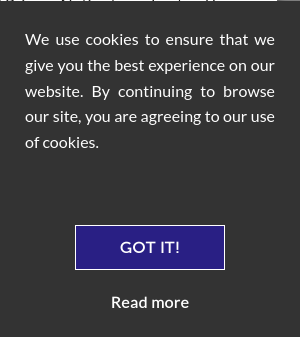 We use cookies to ensure that we
give you the best experience on our
website. By continuing to browse
our site, you are agreeing to our use
of cookies.
GOT IT!
Read more